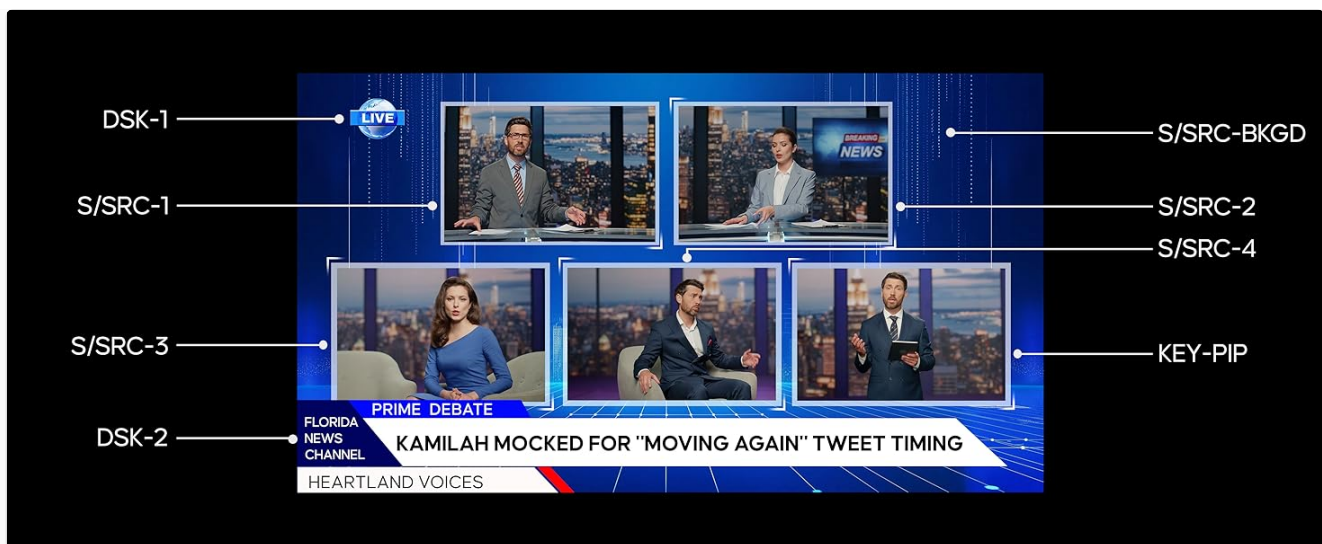 DSK-1
LIVE
BREAKING
NEWS
S/SRC-BKGD
S/SRC-1
S/SRC-2
S/SRC-4
S/SRC-3
KEY-PIP
PRIME DEBATE
FLORIDA
NEWS
CHANNEL
DSK-2
KAMILAH MOCKED FOR "MOVING AGAIN" TWEET TIMING
HEARTLAND VOICES